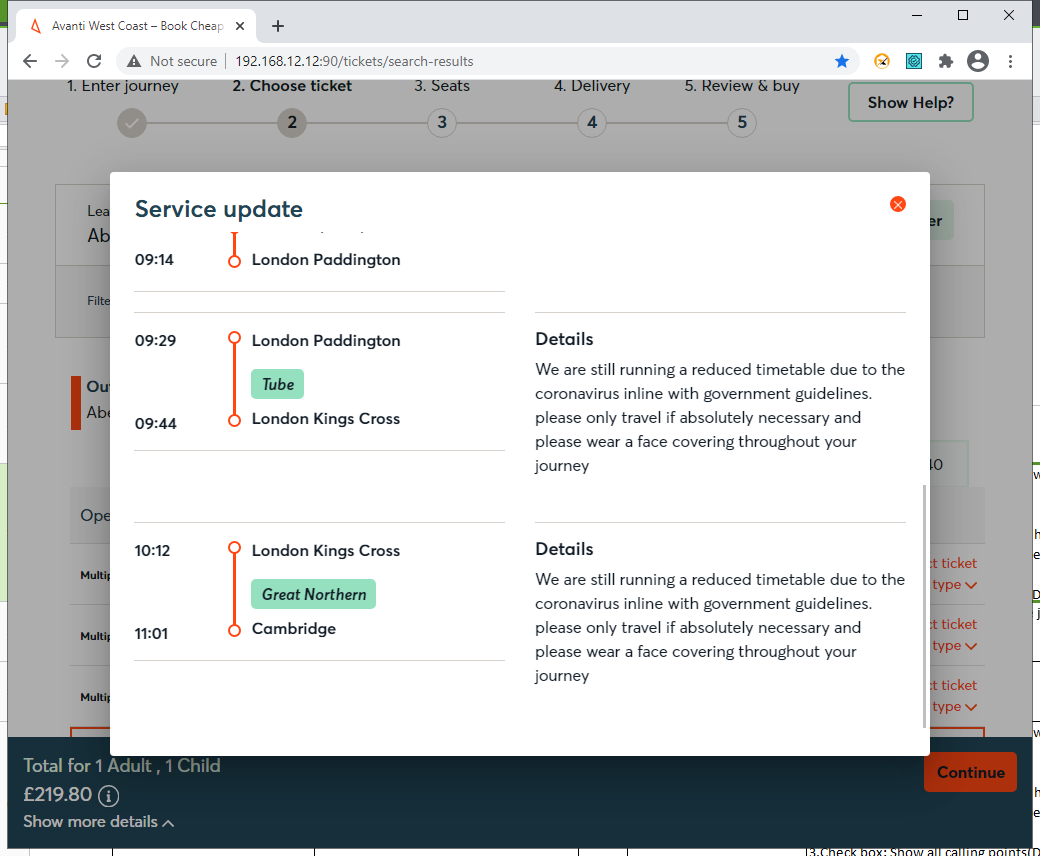 Avanti West Coast – Book Cheap
Not secure
192.168.12.12:90/tickets/search-results
1. Enter journey
2. Choose ticket
3. Seats
4. Delivery
5. Review & buy
Show Help?
2
3
4
5
Service update
09:14
London Paddington
09:29
London Paddington
Tube
09:44
London Kings Cross
Details
We are still running a reduced timetable due to the
coronavirus inline with government guidelines.
please only travel if absolutely necessary and
please wear a face covering throughout your
journey
10:12
London Kings Cross
Great Northern
11:01
Cambridge
Details
We are still running a reduced timetable due to the
coronavirus inline with government guidelines.
please only travel if absolutely necessary and
please wear a face covering throughout your
journey
Lea
Ab
er
Filte
Ou
Abe
40
Ope
Multip
ct ticket
type
Multip
ct ticket
type
Multip
ct ticket
type
Total for 1 Adult , 1 Child
£219.80
Show more details
Continue
3.Check box: Show all calling points(D